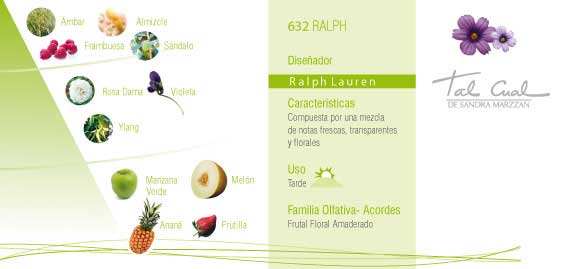 Ámbar
Almizcle
Frambuesa
Sándalo
Rosa Dama
Violeta
Ylang
Manzana
Verde
Melón
Ananá
Frutilla
632 RALPH
Diseñador
Ralph Lauren
Características
Compuesta por una mezcla
de notas frescas, transparentes
y florales
Uso
Tarde
Familia Olfativa- Acordes
Frutal Floral Amaderado
Tal Cual
DE SANDRA MARZZAN